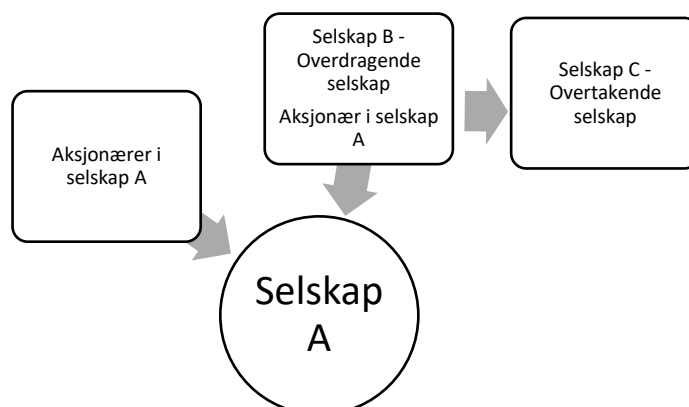 Aksjonærer i
selskap A
Selskap B -
Overdragende
selskap
Aksjonær i selskap
A
Selskap C -
Overtakende
selskap
Selskap
A